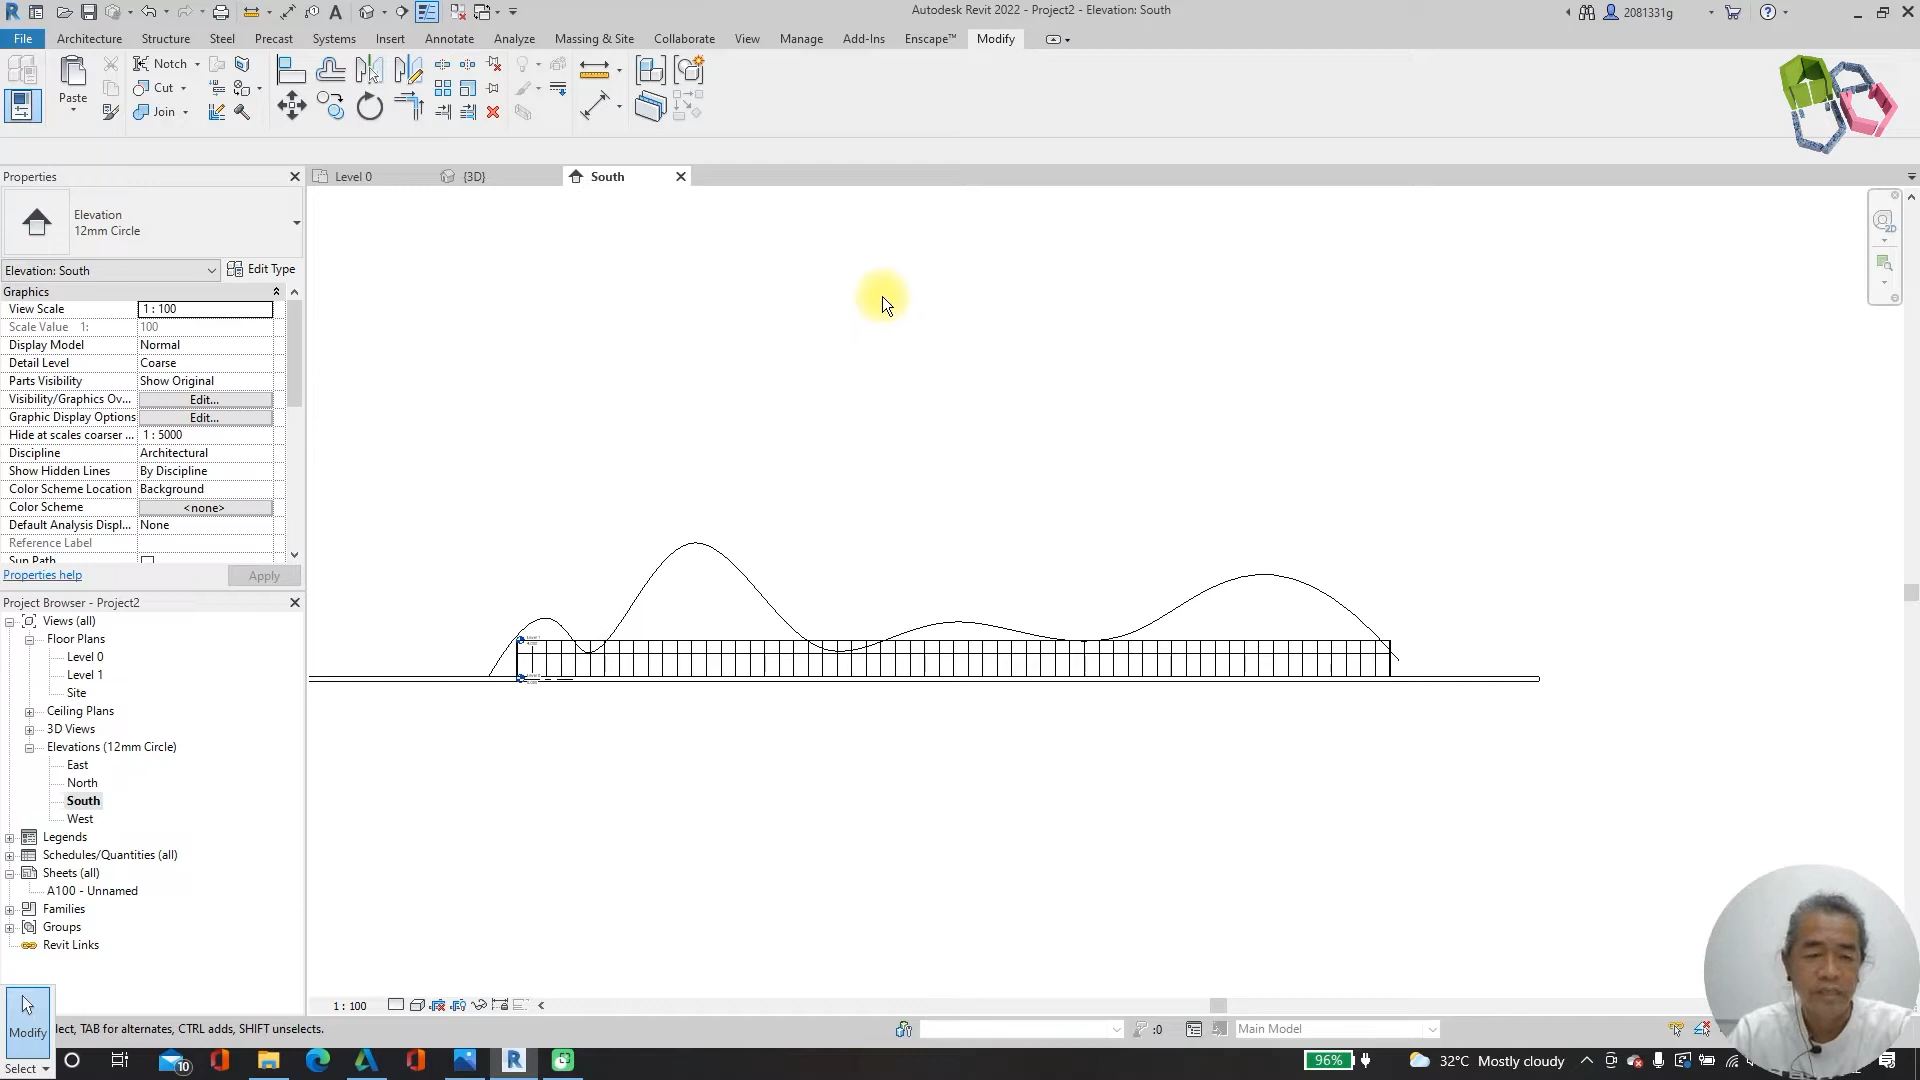 Autodesk Revit 2022 - Project2 - Elevation: South
2081331g
File Architecture Structure Steel Precast Systems Insert Annotate Analyze Massing & Site Collaborate View Manage Add-Ins Enscape™ Modify
Paste
Notch
Cut
Join
Properties
Level 0
{3D}
South
Elevation
12mm Circle
Elevation: South
Edit Type
Graphics
View Scale 1 : 100
Scale Value 1: 100
Display Model Normal
Detail Level Coarse
Parts Visibility Show Original
Visibility/Graphics Ov... Edit...
Graphic Display Options Edit...
Hide at scales coarser ... 1 : 5000
Discipline Architectural
Show Hidden Lines By Discipline
Color Scheme Location Background
Color Scheme <none>
Default Analysis Displ... None
Reference Label
Sun Path
Properties help
Apply
Project Browser - Project2
Views (all)
Floor Plans
Level 0
Level 1
Site
Ceiling Plans
3D Views
Elevations (12mm Circle)
East
North
South
West
Legends
Schedules/Quantities (all)
Sheets (all)
A100 - Unnamed
Families
Groups
Revit Links
2D
1 : 100
Modify
Select
lect, TAB for alternates, CTRL adds, SHIFT unselects.
:0
Main Model
10
96%
32°C Mostly cloudy